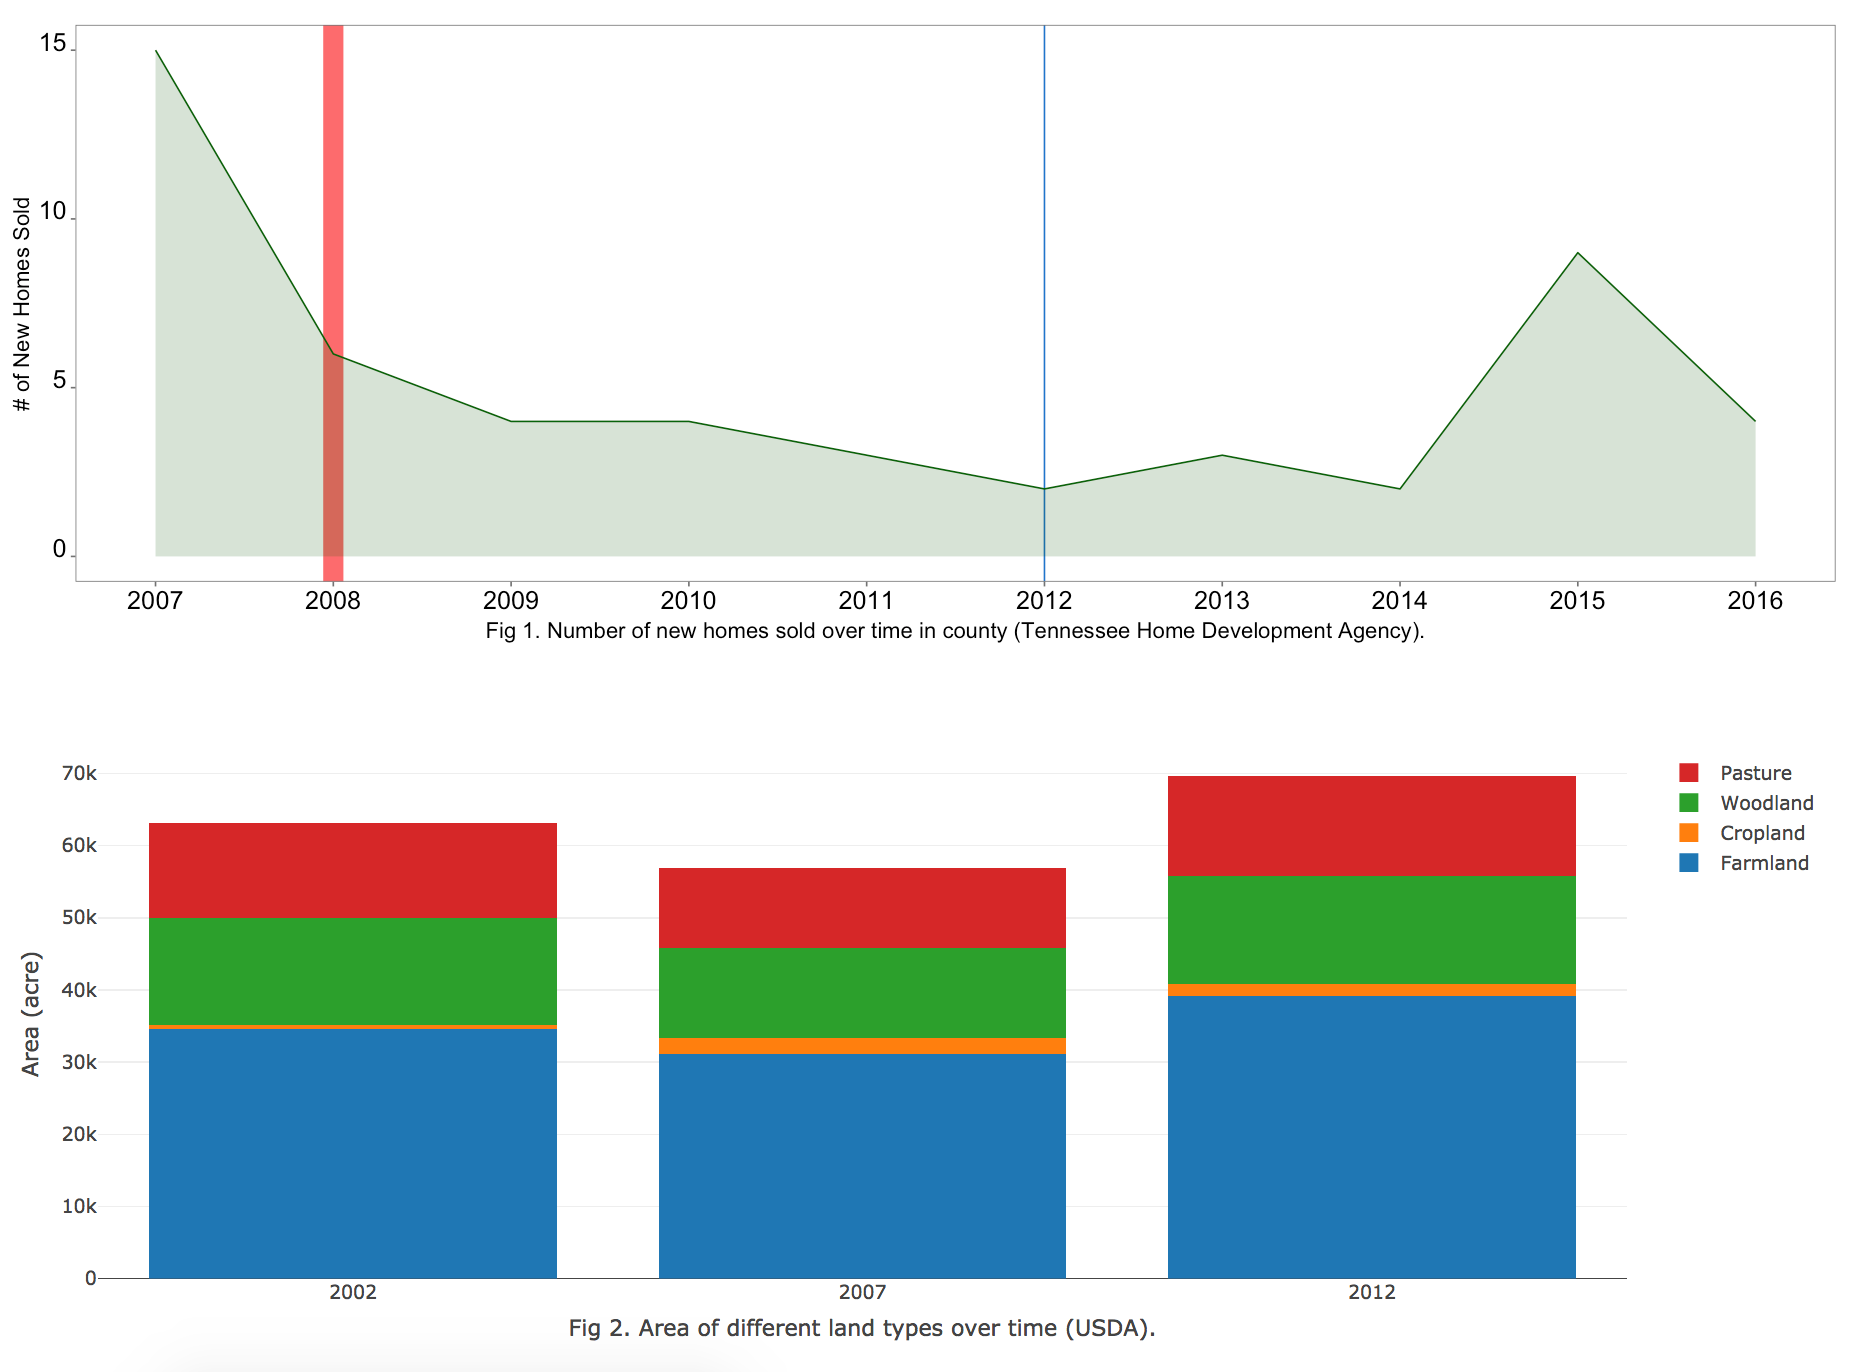 # of New Homes Sold
15
10
5
0
2007 2008 2009 2010 2011 2012 2013 2014 2015 2016
Fig 1. Number of new homes sold over time in county (Tennessee Home Development Agency).
Area (acre)
70k
60k
50k
40k
30k
20k
10k
0
2002 2007 2012
Pasture
Woodland
Cropland
Farmland
Fig 2. Area of different land types over time (USDA).